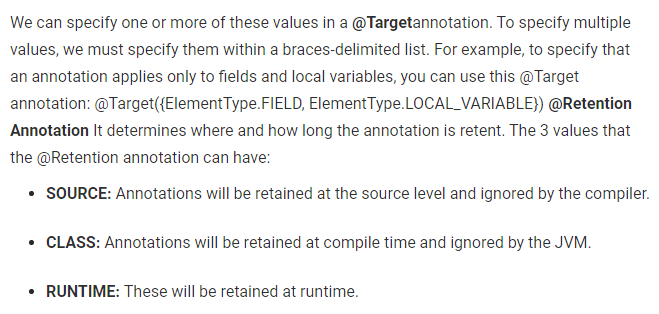 We can specify one or more of these values in a @Targetannotation. To specify multiple
values, we must specify them within a braces-delimited list. For example, to specify that
an annotation applies only to fields and local variables, you can use this @Target
annotation: @Target({ElementType.FIELD, ElementType.LOCAL_VARIABLE}) @Retention
Annotation It determines where and how long the annotation is retent. The 3 values that
the @Retention annotation can have:
• SOURCE: Annotations will be retained at the source level and ignored by the compiler.
• CLASS: Annotations will be retained at compile time and ignored by the JVM.
• RUNTIME: These will be retained at runtime.